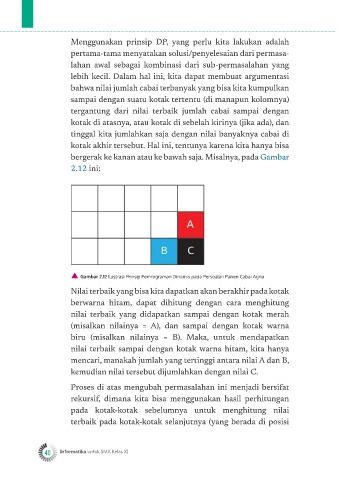 Menggunakan prinsip DP, yang perlu kita lakukan adalah
pertama-tama menyatakan solusi/penyelesaian dari permasa-
lahan awal sebagai kombinasi dari sub-permasalahan yang
lebih kecil. Dalam hal ini, kita dapat membuat argumentasi
bahwa nilai jumlah cabai terbanyak yang bisa kita kumpulkan
sampai dengan suatu kotak tertentu (di manapun kolomnya)
tergantung dari nilai terbaik jumlah cabai sampai dengan
kotak di atasnya, atau kotak di sebelah kirinya (jika ada), dan
tinggal kita jumlahkan saja dengan nilai banyaknya cabai di
kotak akhir tersebut. Hal ini, tentunya karena kita hanya bisa
bergerak ke kanan atau ke bawah saja. Misalnya, pada Gambar
2.12 ini:
A
B C
Gambar 2.12 Ilustrasi Prinsip Pemrograman Dinamis pada Persoalan Panen Cabai Agna
Nilai terbaik yang bisa kita dapatkan akan berakhir pada kotak
berwarna hitam, dapat dihitung dengan cara menghitung
nilai terbaik yang didapatkan sampai dengan kotak merah
(misalkan nilainya = A), dan sampai dengan kotak warna
biru (misalkan nilainya = B). Maka, untuk mendapatkan
nilai terbaik sampai dengan kotak warna hitam, kita hanya
mencari, manakah jumlah yang tertinggi antara nilai A dan B,
kemudian nilai tersebut dijumlahkan dengan nilai C.
Proses di atas mengubah permasalahan ini menjadi bersifat
rekursif, dimana kita bisa menggunakan hasil perhitungan
pada kotak-kotak sebelumnya untuk menghitung nilai
terbaik pada kotak-kotak selanjutnya (yang berada di posisi
40 Informatika untuk SMA Kelas XI